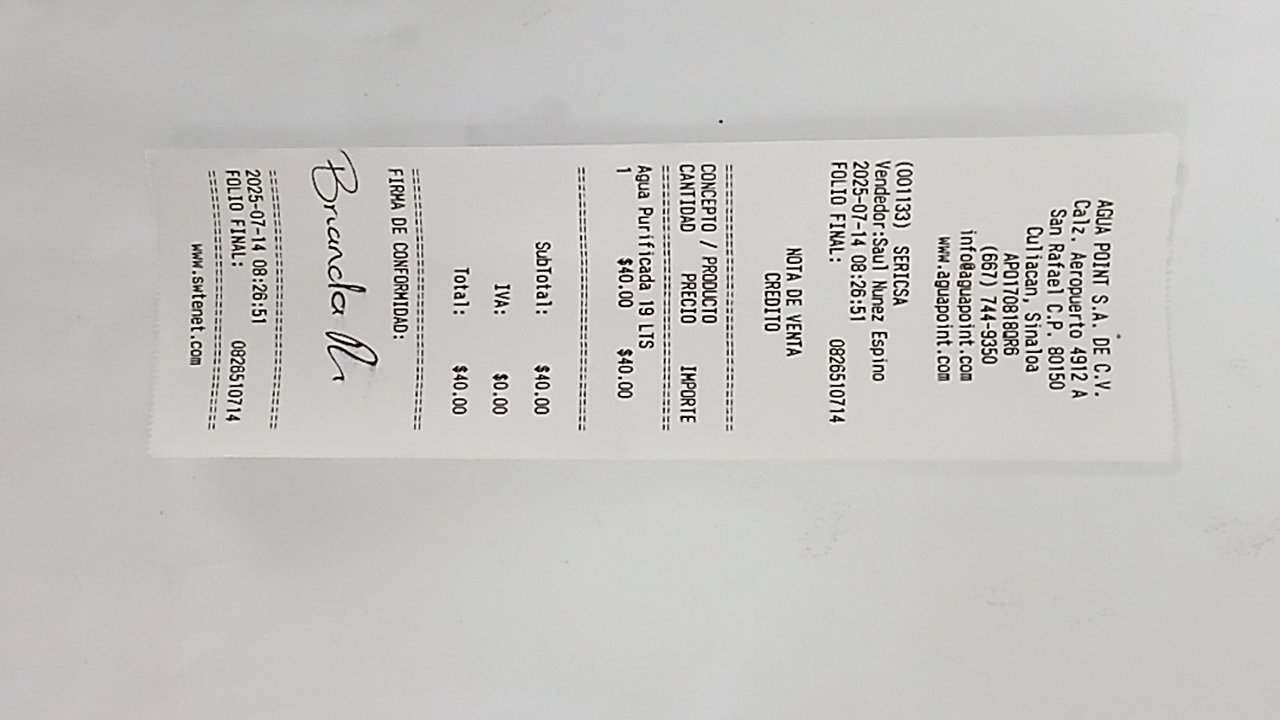 AGUA POINT S.A. DE C.V.
Calz. Aeropuerto 4912 A
San Rafael C.P. 80150
Culiacan, Sinaloa
APO170818QR6
(667) 744-9350
info@aguapoint.com
www.aguapoint.com
(001133) SERICSA
Vendedor:Saul Nunez Espino
2025-07-14 08:26:51
FOLIO FINAL: 0826510714
NOTA DE VENTA
CREDITO
CONCEPTO / PRODUCTO
CANTIDAD PRECIO IMPORTE
Agua Purificada 19 LTS
1 $40.00 $40.00
SubTotal: $40.00
IVA: $0.00
Total: $40.00
FIRMA DE CONFORMIDAD:
Brianda
2025-07-14 08:26:51
FOLIO FINAL: 0826510714
www.swtenet.com